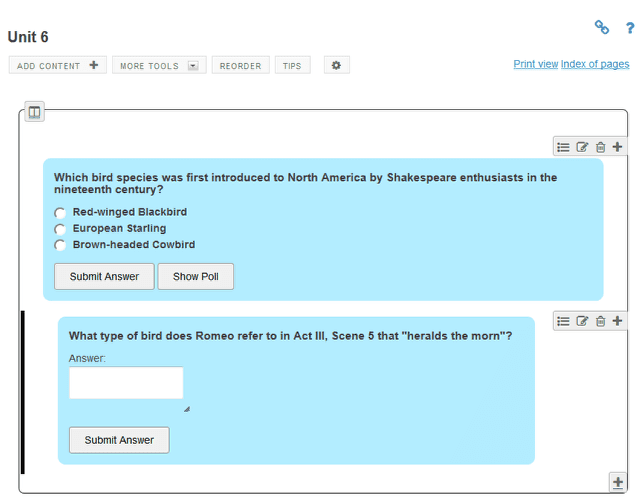 Unit 6
ADD CONTENT
MORE TOOLS
REORDER
TIPS
Print view Index of pages
Which bird species was first introduced to North America by Shakespeare enthusiasts in the
nineteenth century?
Red-winged Blackbird
European Starling
Brown-headed Cowbird
Submit Answer
Show Poll
What type of bird does Romeo refer to in Act III, Scene 5 that "heralds the morn"?
Answer:
Submit Answer